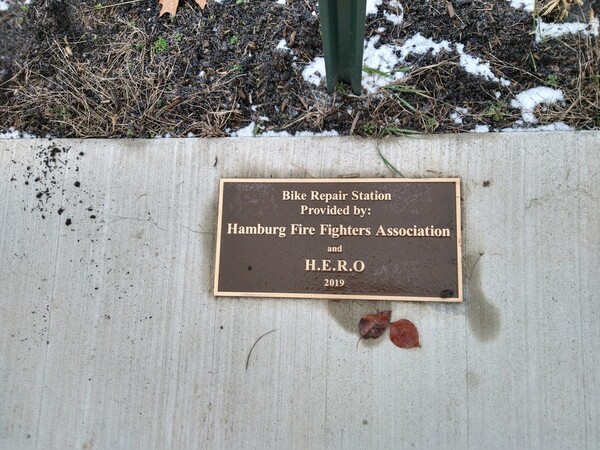 Bike Repair Station
Provided by:
Hamburg Fire Fighters Association
and
H.E.R.O
2019